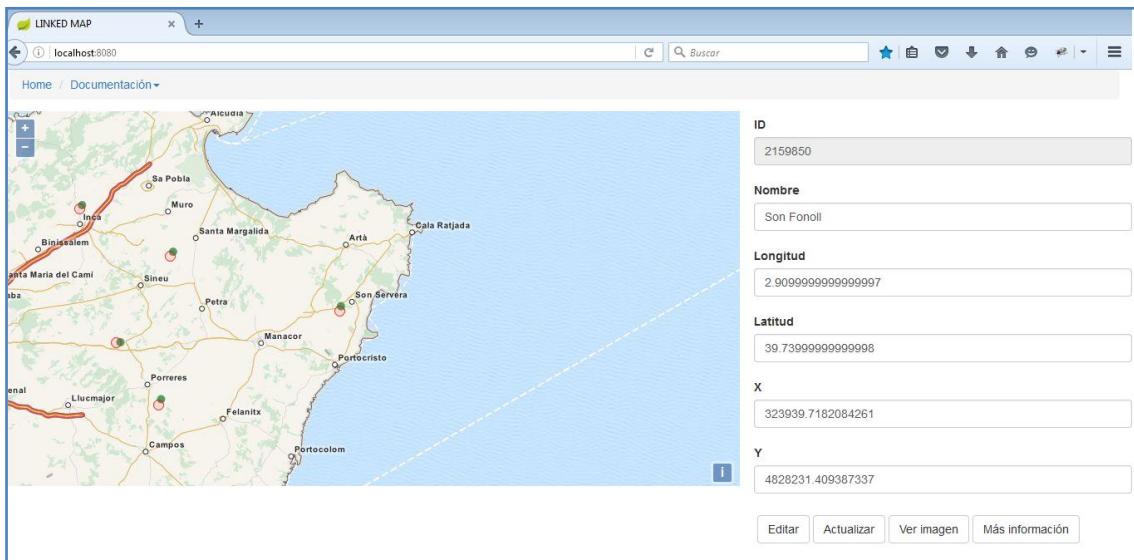 LINKED MAP × +
localhost:8080
Buscar
Home / Documentación
+
−
Alcudia
Sa Pobla
Muro
Inca
Santa Margalida
Artà
Cala Ratjada
Binissalem
anta Maria del Camí
Sineu
aba
Petra
Son Servera
Manacor
Portocristo
Porreres
enal
Llucmajor
Felanitx
Campos
Portocolom
i
ID
2159850
Nombre
Son Fonoll
Longitud
2.9099999999999997
Latitud
39.73999999999998
X
323939.7182084261
Y
4828231.409387337
Editar Actualizar Ver imagen Más información